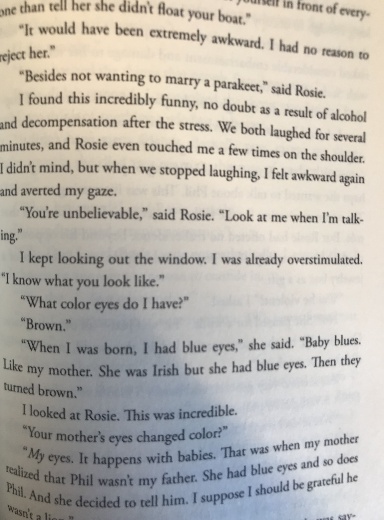 yourself in front of every-
one than tell her she didn't float your boat."
"It would have been extremely awkward. I had no reason to
reject her."
"Besides not wanting to marry a parakeet," said Rosie.
I found this incredibly funny, no doubt as a result of alcohol
and decompensation after the stress. We both laughed for several
minutes, and Rosie even touched me a few times on the shoulder.
I didn't mind, but when we stopped laughing, I felt awkward again
and averted my gaze.
"You're unbelievable," said Rosie. "Look at me when I'm talk-
ing."
I kept looking out the window. I was already overstimulated.
"I know what you look like."
"What color eyes do I have?"
"Brown."
"When I was born, I had blue eyes," she said. "Baby blues.
Like my mother. She was Irish but she had blue eyes. Then they
turned brown."
I looked at Rosie. This was incredible.
"Your mother's eyes changed color?"
"My eyes. It happens with babies. That was when my mother
realized that Phil wasn't my father. She had blue eyes and so does
Phil. And she decided to tell him. I suppose I should be grateful he
wasn't a